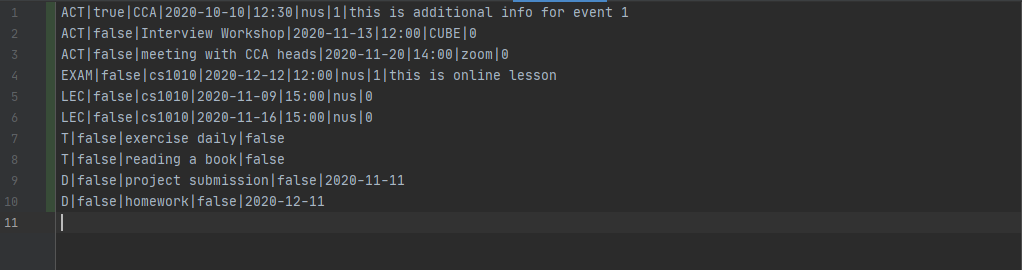 1 ACT|true|CCA|2020-10-10|12:30|nus|1|this is additional info for event 1
2 ACT|false|Interview Workshop|2020-11-13|12:00|CUBE|0
3 ACT|false|meeting with CCA heads|2020-11-20|14:00|zoom|0
4 EXAM|false|cs1010|2020-12-12|12:00|nus|1|this is online lesson
5 LEC|false|cs1010|2020-11-09|15:00|nus|0
6 LEC|false|cs1010|2020-11-16|15:00|nus|0
7 T|false|exercise daily|false
8 T|false|reading a book|false
9 D|false|project submission|false|2020-11-11
10 D|false|homework|false|2020-12-11
11